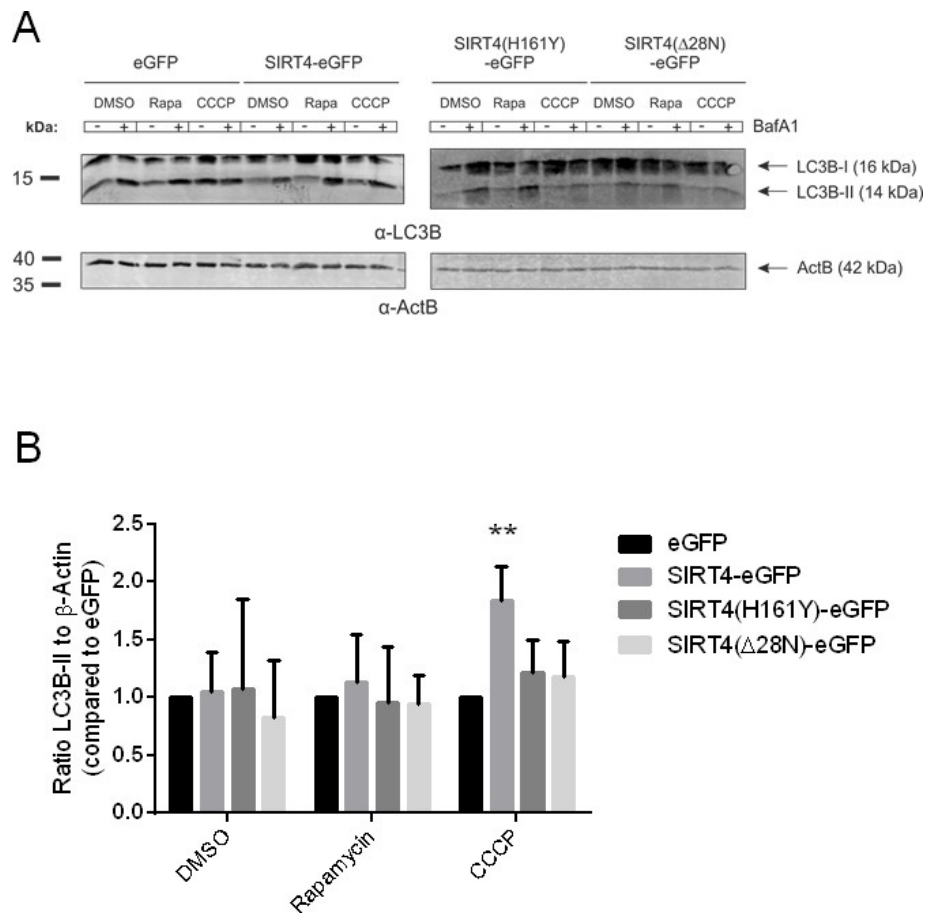 A
eGFP
SIRT4-eGFP
SIRT4(H161Y)
-eGFP
SIRT4(Δ28N)
-eGFP
DMSO Rapa CCCP DMSO Rapa CCCP DMSO Rapa CCCP DMSO Rapa CCCP
kDa: - + - + - + - + - + - + - + - + - + - + - + - + BafA1
15
LC3B-I (16 kDa)
LC3B-II (14 kDa)
α-LC3B
40
35
ActB (42 kDa)
α-ActB
B
Ratio LC3B-II to β-Actin
(compared to eGFP)
2.5
2.0
1.5
1.0
0.5
0.0
**
DMSO
Rapamycin
CCCP
eGFP
SIRT4-eGFP
SIRT4(H161Y)-eGFP
SIRT4(Δ28N)-eGFP